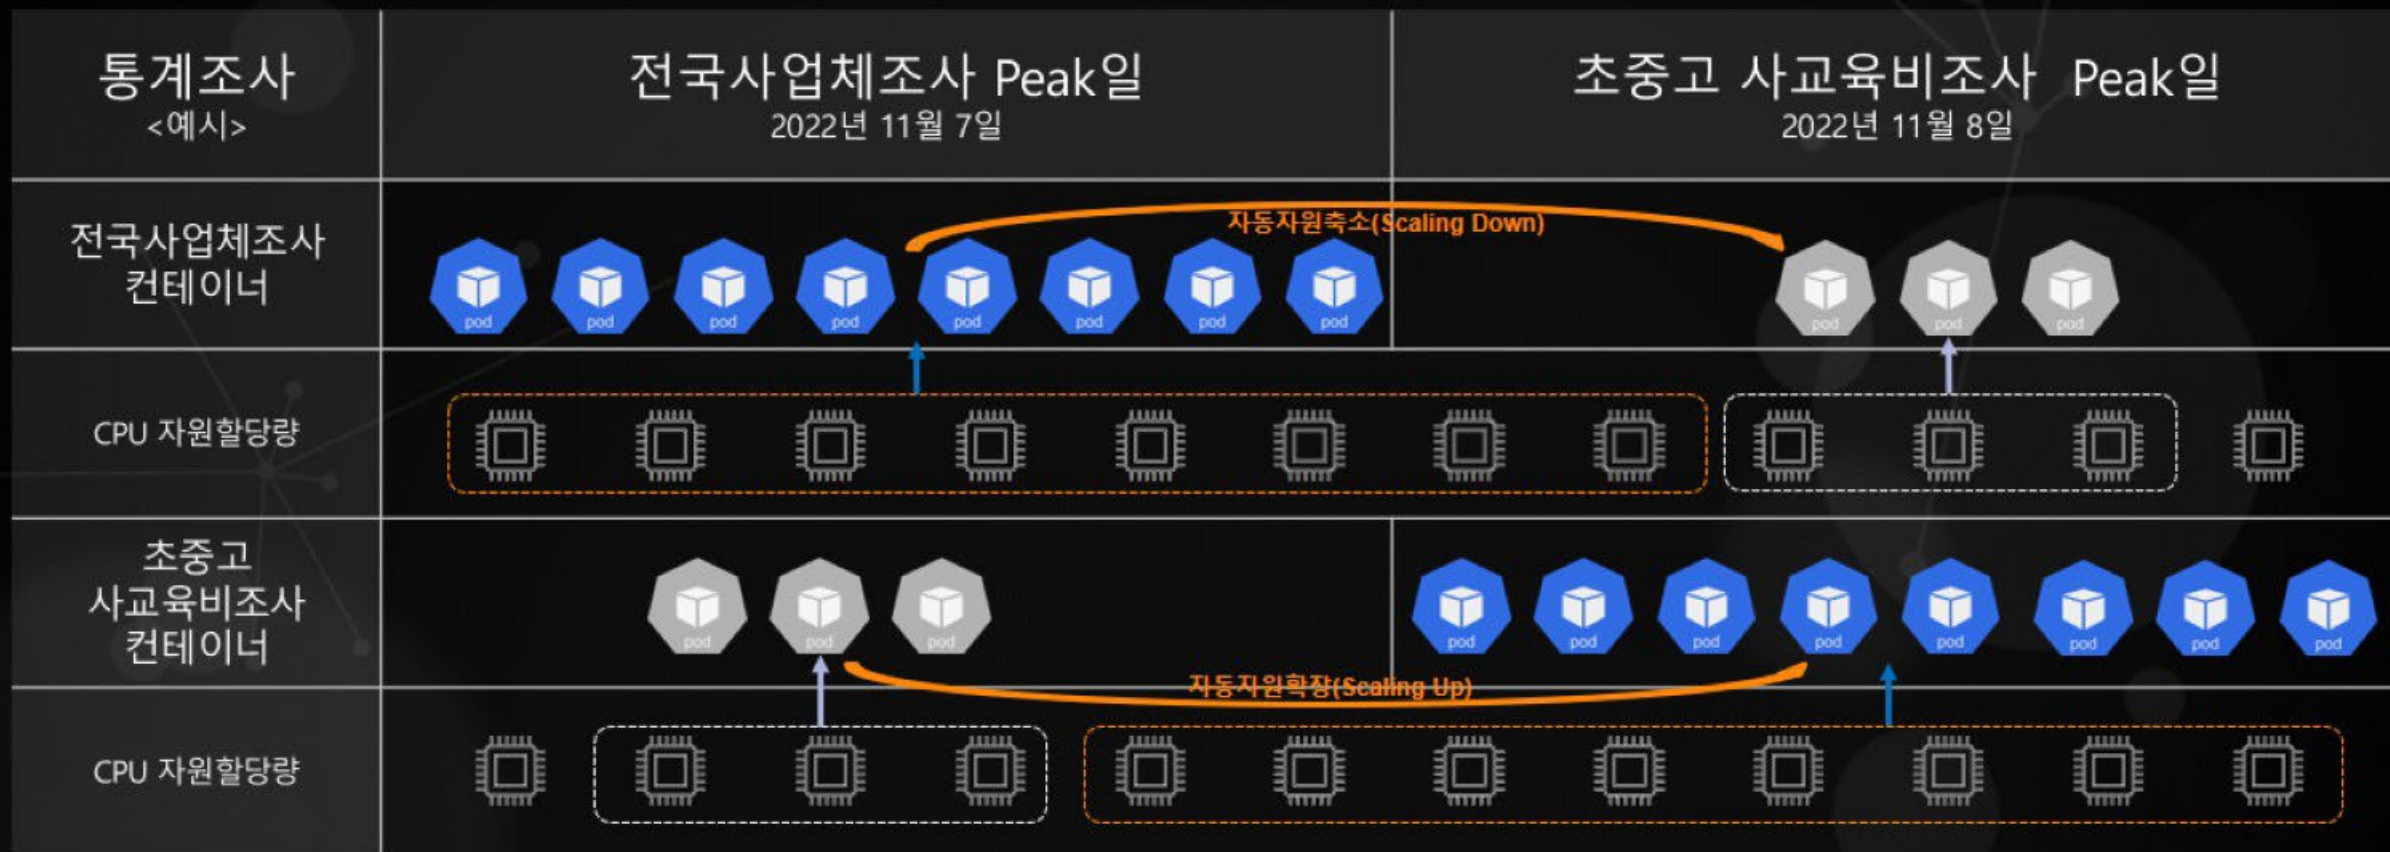 통계조사
<예시>
전국사업체조사 Peak일
2022년 11월 7일
초중고 사교육비조사 Peak일
2022년 11월 8일
전국사업체조사
컨테이너
자동자원축소(Scaling Down)
pod
pod
pod
pod
pod
pod
pod
pod
pod
pod
pod
CPU 자원할당량
초중고
사교육비조사
컨테이너
pod
pod
pod
pod
pod
pod
pod
pod
pod
pod
pod
자동자원확장(Scaling Up)
CPU 자원할당량